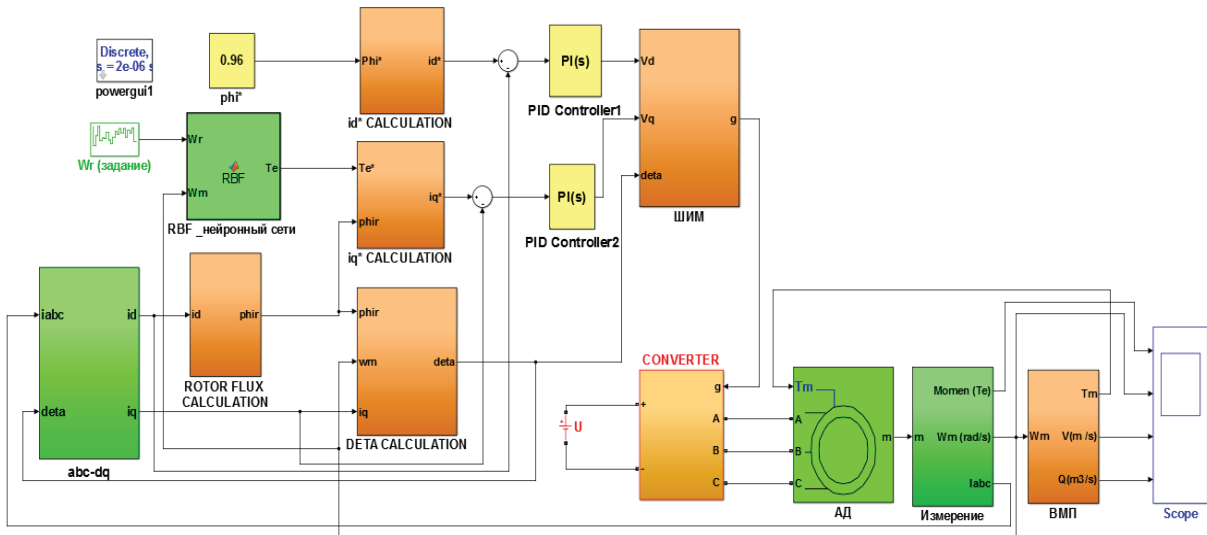 Discrete,
s = 2e-06 s
powergui1
0.96
phi*
Phi*
id*
id* CALCULATION
+
-
PI(s)
PID Controller1
Vd
Vq
deta
g
ШИМ
Wr (задание)
Wr
Wm
RBF
Te
RBF _нейронный сети
Te*
phir
iq*
iq* CALCULATION
+
-
PI(s)
PID Controller2
iabc
deta
id
iq
abc-dq
id
phir
ROTOR FLUX
CALCULATION
phir
wm
iq
deta
DETA CALCULATION
U
CONVERTER
+
-
g
A
B
C
Tm
A
B
C
m
АД
m
Momen (Te)
Wm (rad/s)
Iabc
Измерение
Wm
Tm
V(m /s)
Q(m3/s)
ВМП
Scope